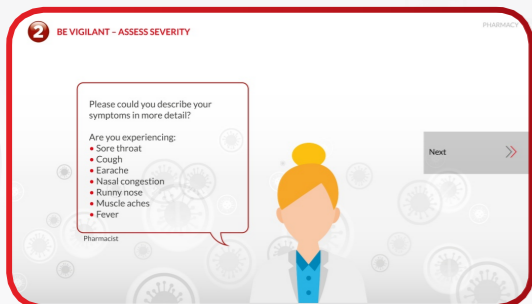 2 BE VIGILANT – ASSESS SEVERITY
PHARMACY
Please could you describe your
symptoms in more detail?
Are you experiencing:
• Sore throat
• Cough
• Earache
• Nasal congestion
• Runny nose
• Muscle aches
• Fever
Next
Pharmacist